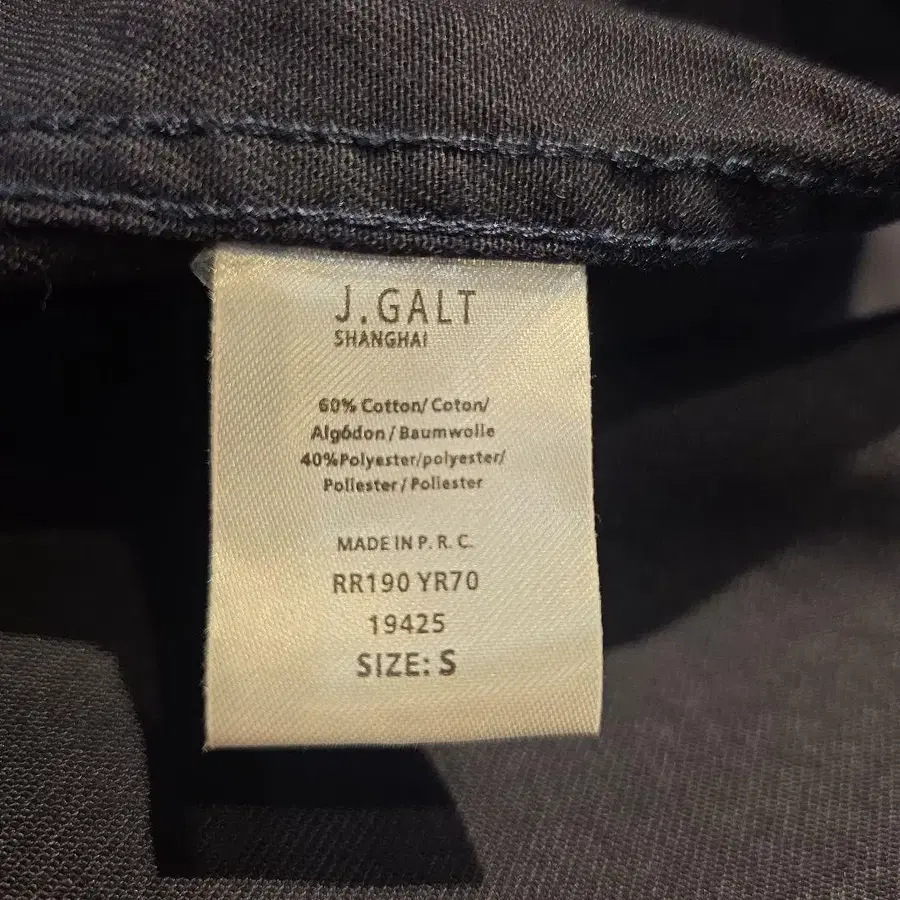 J.GALT
SHANGHAI
60% Cotton/Coton/
Algódon/Baumwolle
40%Polyester/polyester/
Poliester/Poliester
MADE IN P. R. C.
RR190 YR70
19425
SIZE: S